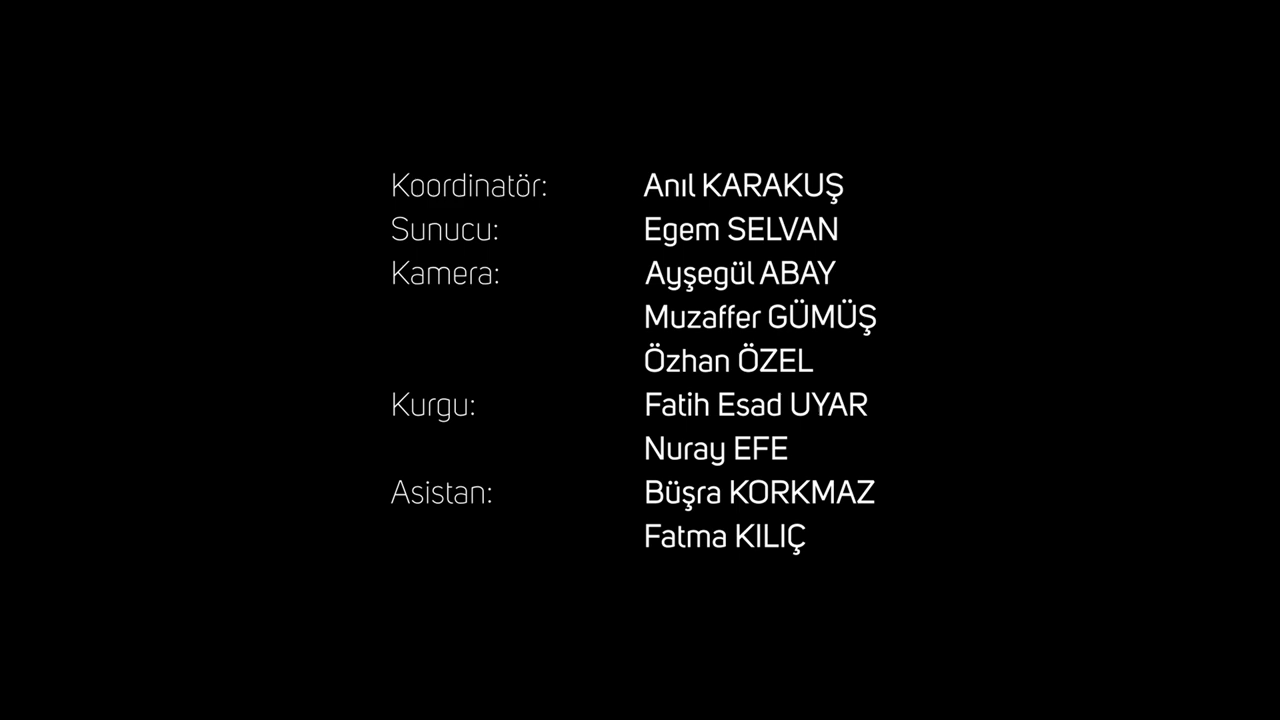 Koordinatör: Anıl KARAKUŞ
Sunucu: Egem SELVAN
Kamera: Ayşegül ABAY
Muzaffer GÜMÜŞ
Özhan ÖZEL
Kurgu: Fatih Esad UYAR
Nuray EFE
Asistan: Büşra KORKMAZ
Fatma KILIÇ